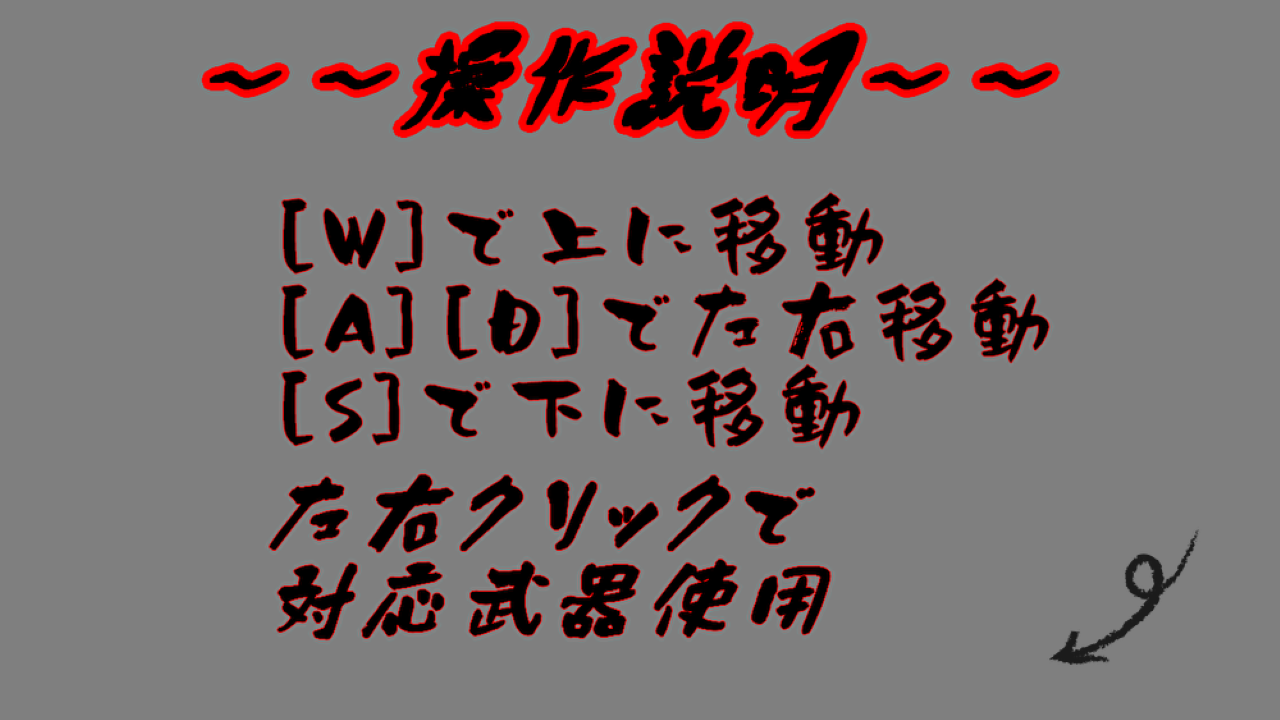 ~~操作説明~~
[W]で上に移動
[A][D]で左右移動
[S]で下に移動
左右クリックで
対応武器使用